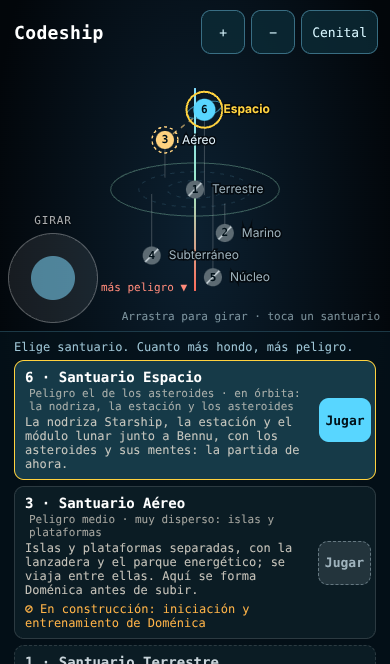 Codeship
+
−
Cenital
6
Espacio
3
Aéreo
1
Terrestre
2
Marino
4
Subterráneo
5
Núcleo
GIRAR
más peligro ▼
Arrastra para girar · toca un santuario
Elige santuario. Cuanto más hondo, más peligro.
6 · Santuario Espacio
Peligro el de los asteroides · en órbita:
la nodriza, la estación y los asteroides
La nodriza Starship, la estación y el
módulo lunar junto a Bennu, con los
asteroides y sus mentes: la partida de
ahora.
Jugar
3 · Santuario Aéreo
Peligro medio · muy disperso: islas y
plataformas
Islas y plataformas separadas, con la
lanzadera y el parque energético; se
viaja entre ellas. Aquí se forma
Doménica antes de subir.
⊘ En construcción: iniciación y
entrenamiento de Doménica
Jugar
1 · Santuario Terrestre